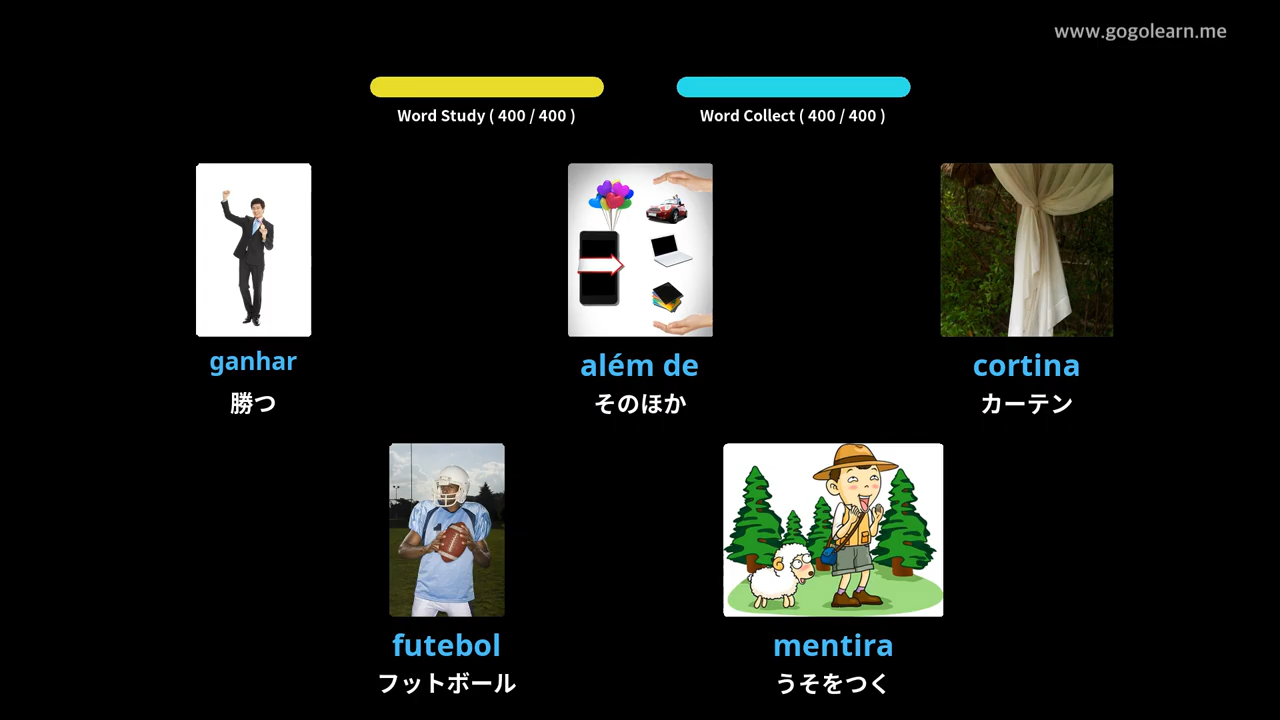 www.gogolearn.me
Word Study ( 400 / 400 )
Word Collect ( 400 / 400 )
ganhar
勝つ
além de
そのほか
cortina
カーテン
futebol
フットボール
mentira
うそをつく